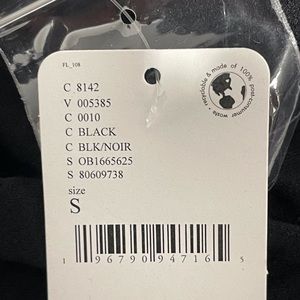 FL_108
C 8142
V 005385
C 0010
C BLACK
C BLK/NOIR
S OB1665625
S 80609738
size
S
1 96790 94716 5
recyclable & made of 100% post-consumer waste